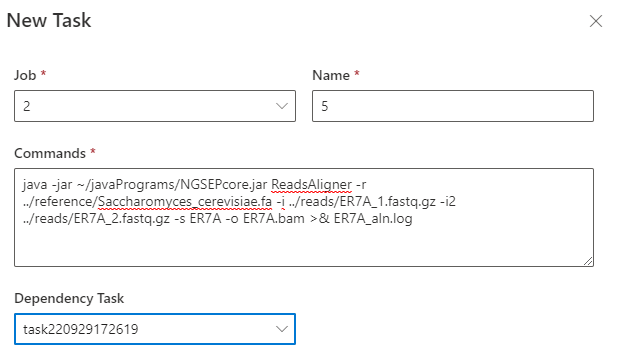 New Task
Job * Name *
2 5
Commands *
java -jar ~/javaPrograms/NGSEPcore.jar ReadsAligner -r
../reference/Saccharomyces_cerevisiae.fa -i ../reads/ER7A_1.fastq.gz -i2
../reads/ER7A_2.fastq.gz -s ER7A -o ER7A.bam >& ER7A_aln.log
Dependency Task
task220929172619